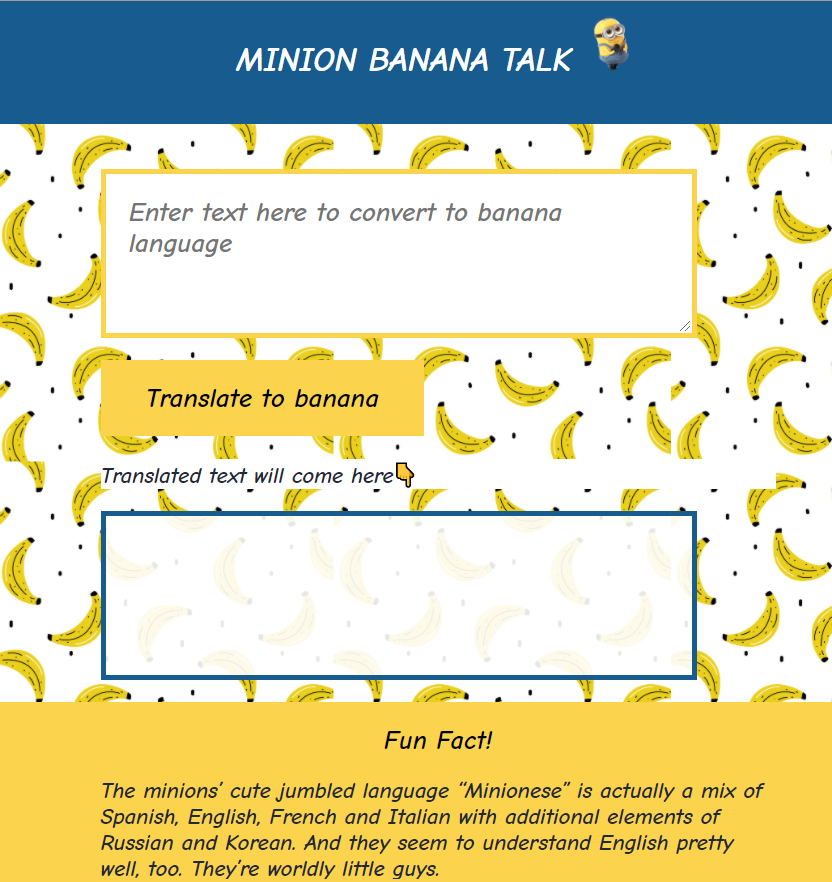 MINION BANANA TALK
Enter text here to convert to banana
language
Translate to banana
Translated text will come here👇
Fun Fact!
The minions’ cute jumbled language “Minionese” is actually a mix of
Spanish, English, French and Italian with additional elements of
Russian and Korean. And they seem to understand English pretty
well, too. They’re worldly little guys.